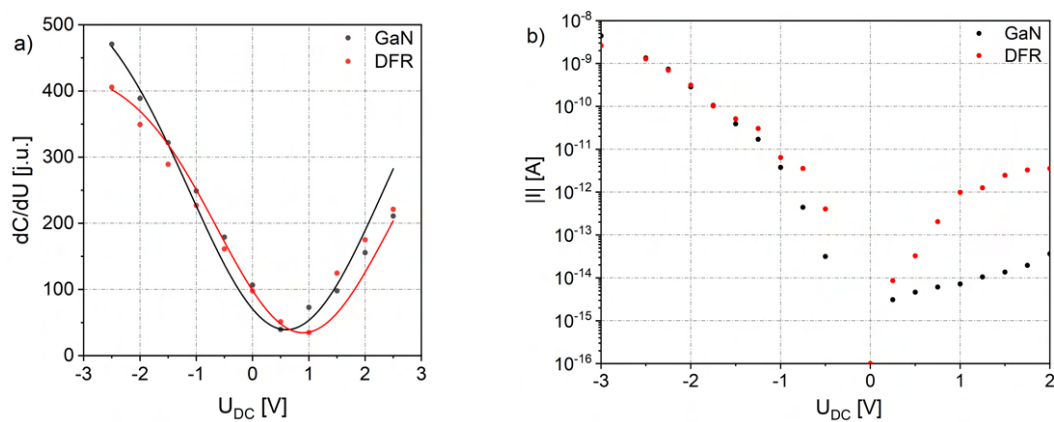 a)
GaN
DFR
500
400
300
200
100
0
dC/dU [j.u.]
-3 -2 -1 0 1 2 3
U_DC [V]
b)
GaN
DFR
10⁻⁸
10⁻⁹
10⁻¹⁰
10⁻¹¹
10⁻¹²
10⁻¹³
10⁻¹⁴
10⁻¹⁵
10⁻¹⁶
||I| [A]
-3 -2 -1 0 1 2
U_DC [V]